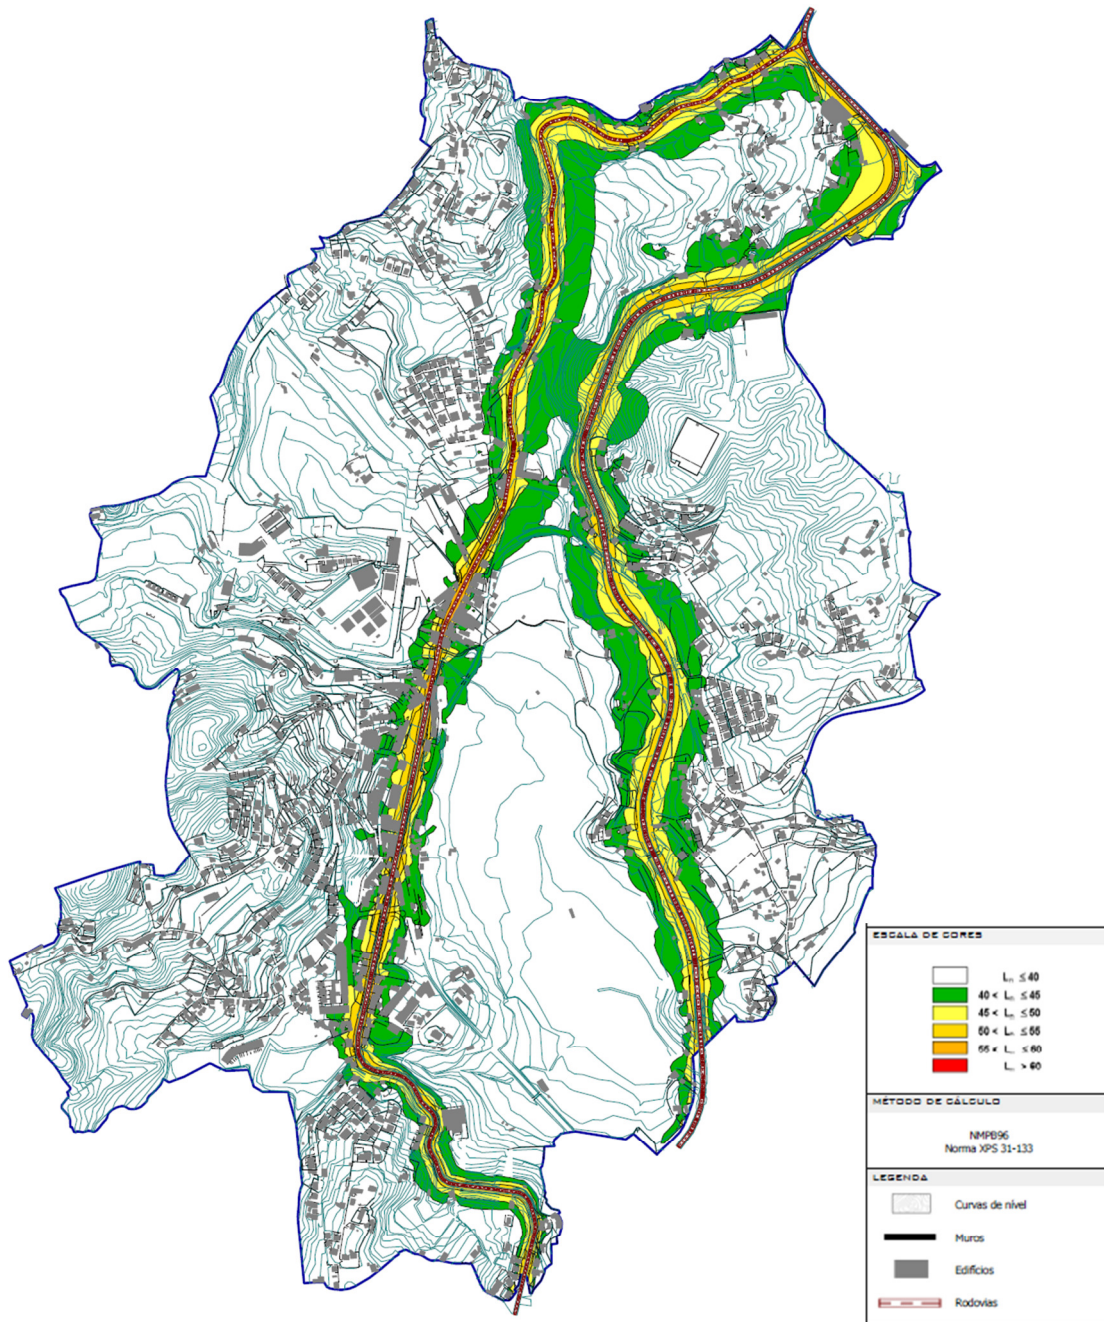 ESCALA DE CORES
Lₙ ≤ 40
40 < Lₙ ≤ 45
45 < Lₙ ≤ 50
50 < Lₙ ≤ 55
55 < Lₙ ≤ 60
Lₙ > 60
MÉTODO DE CÁLCULO
NMPB96
Norma XPS 31-133
LEGENDA
Curvas de nível
Muros
Edifícios
Rodovias